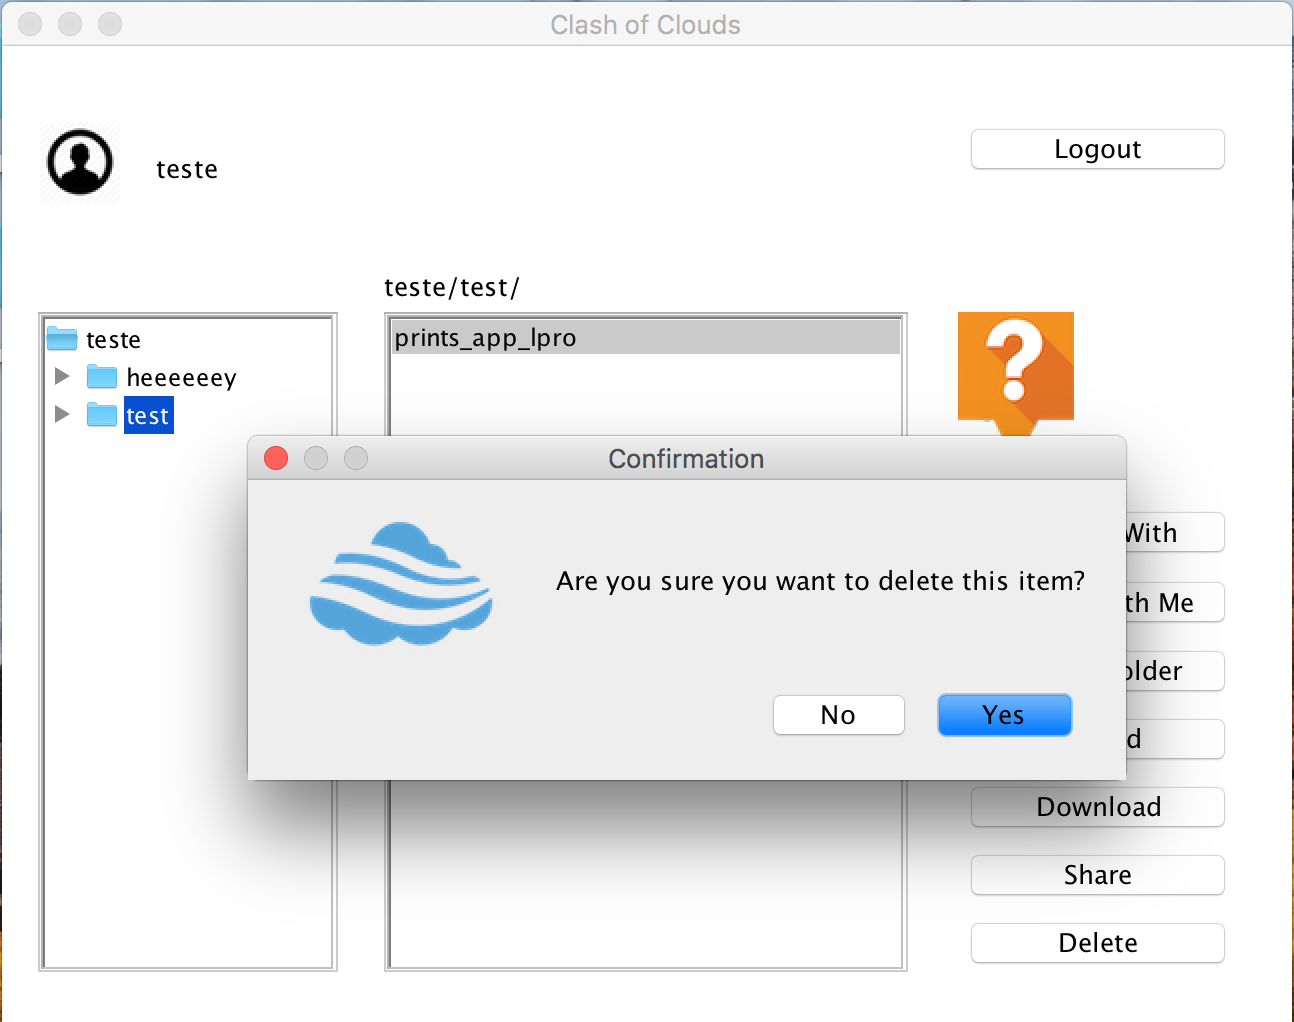 Clash of Clouds
teste
Logout
teste/test/
teste
heeeeeey
test
prints_app_lpro
?
Confirmation
Are you sure you want to delete this item?
No
Yes
With
th Me
older
d
Download
Share
Delete